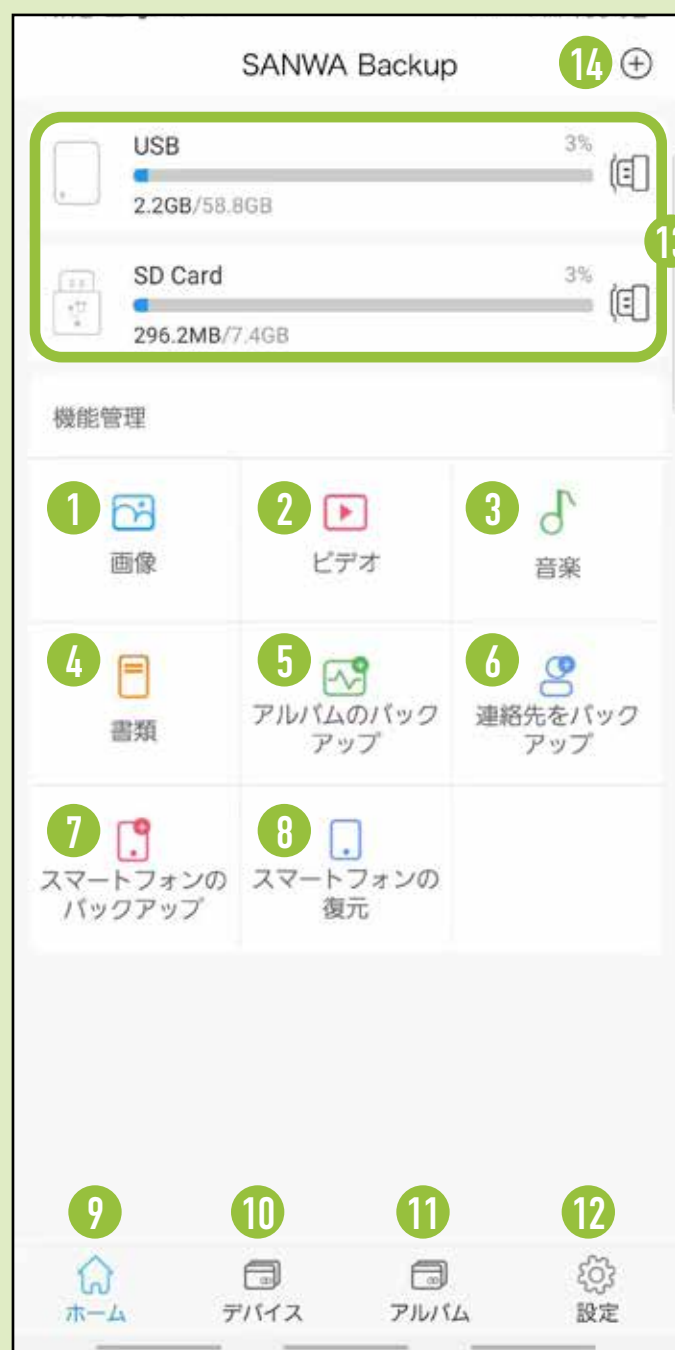 SANWA Backup
14
USB
3%
2.2GB/58.8GB
13
SD Card
3%
296.2MB/7.4GB
機能管理
1
画像
2
ビデオ
3
音楽
4
書類
5
アルバムのバック
アップ
6
連絡先をバック
アップ
7
スマートフォンの
バックアップ
8
スマートフォンの
復元
9
ホーム
10
デバイス
11
アルバム
12
設定